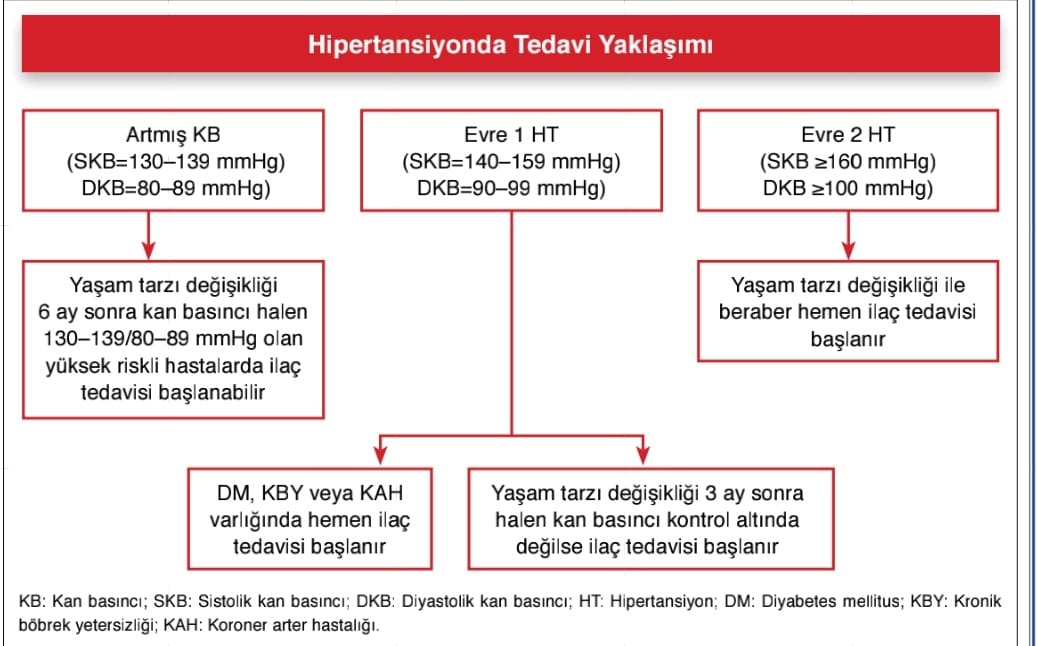 Hipertansiyonda Tedavi Yaklaşımı
Artmış KB
(SKB=130–139 mmHg)
DKB=80–89 mmHg)
Evre 1 HT
(SKB=140–159 mmHg)
DKB=90–99 mmHg)
Evre 2 HT
(SKB ≥160 mmHg)
DKB ≥100 mmHg)
Yaşam tarzı değişikliği
6 ay sonra kan basıncı halen
130–139/80–89 mmHg olan
yüksek riskli hastalarda ilaç
tedavisi başlanabilir
Yaşam tarzı değişikliği ile
beraber hemen ilaç tedavisi
başlanır
DM, KBY veya KAH
varlığında hemen ilaç
tedavisi başlanır
Yaşam tarzı değişikliği 3 ay sonra
halen kan basıncı kontrol altında
değilse ilaç tedavisi başlanır
KB: Kan basıncı; SKB: Sistolik kan basıncı; DKB: Diyastolik kan basıncı; HT: Hipertansiyon; DM: Diyabetes mellitus; KBY: Kronik
böbrek yetersizliği; KAH: Koroner arter hastalığı.